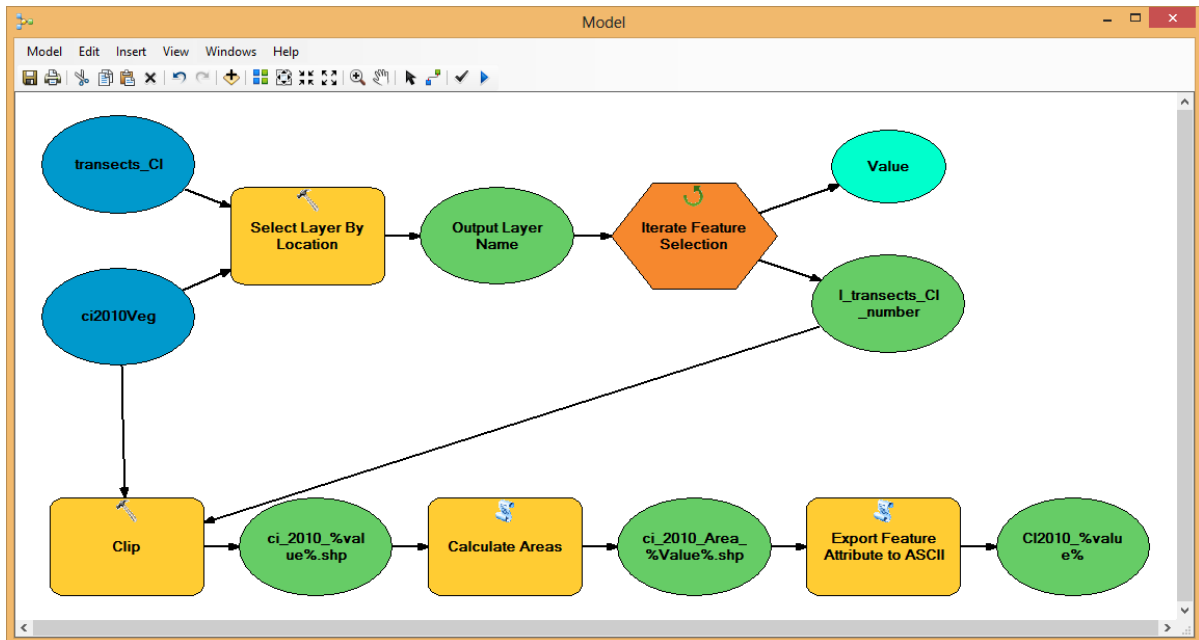 Model
Model Edit Insert View Windows Help
transects_CI
Value
Select Layer By
Location
Output Layer
Name
Iterate Feature
Selection
ci2010Veg
I_transects_CI
_number
Clip
ci_2010_%val
ue%.shp
Calculate Areas
ci_2010_Area_
%Value%.shp
Export Feature
Attribute to ASCII
CI2010_%valu
e%